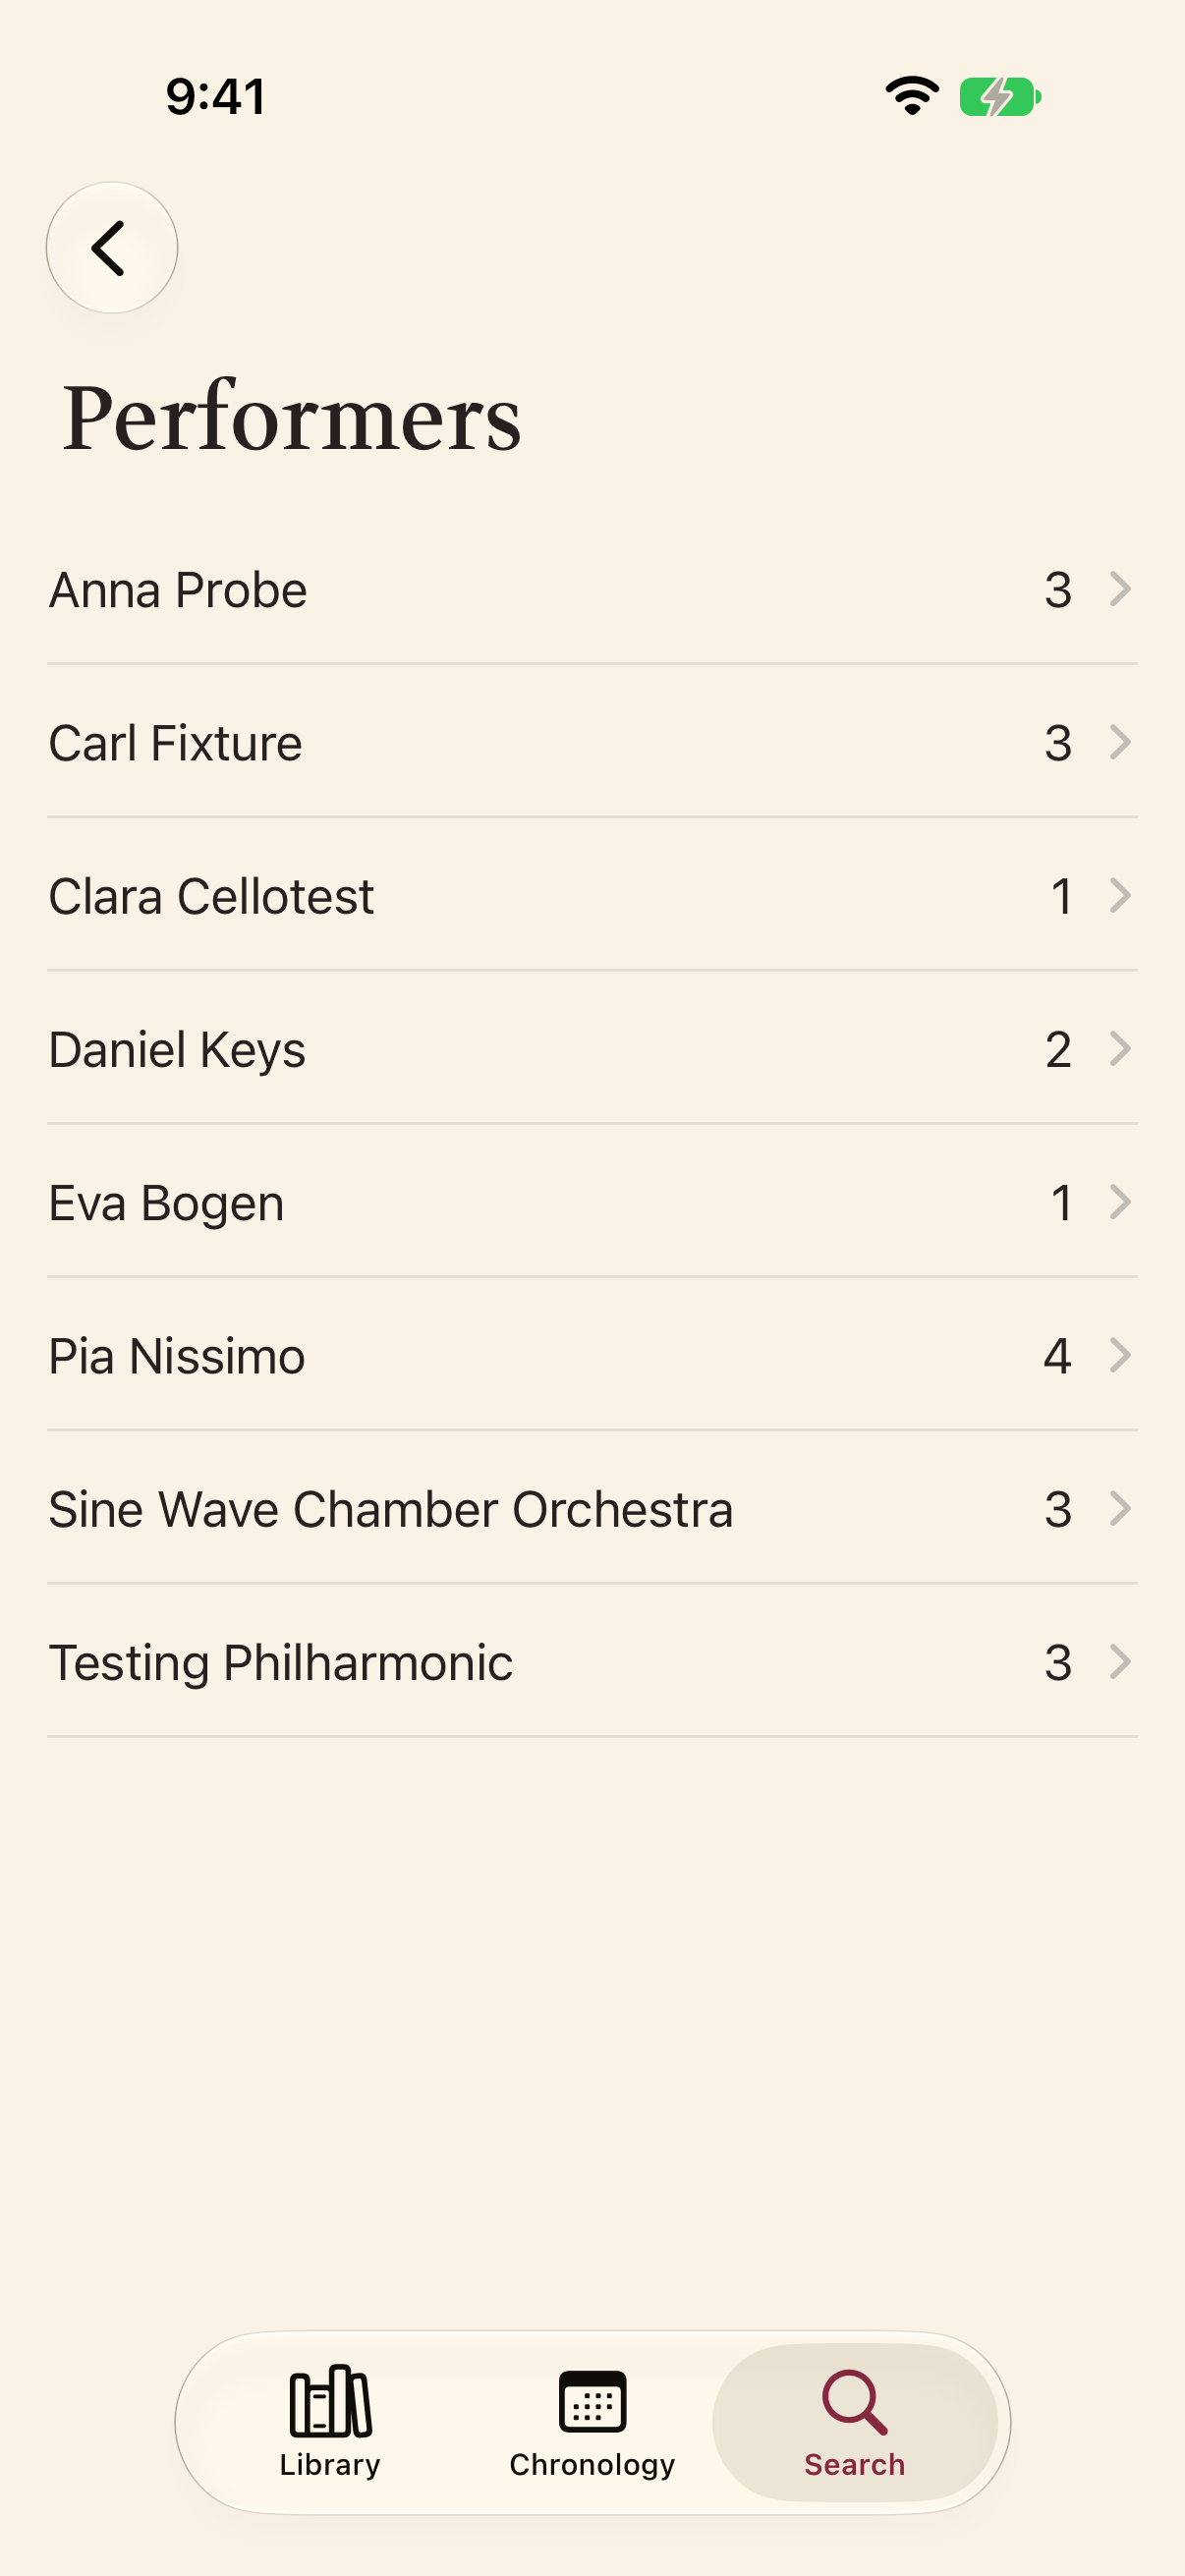 9:41
Performers
Anna Probe 3
Carl Fixture 3
Clara Cellotest 1
Daniel Keys 2
Eva Bogen 1
Pia Nissimo 4
Sine Wave Chamber Orchestra 3
Testing Philharmonic 3
Library Chronology Search